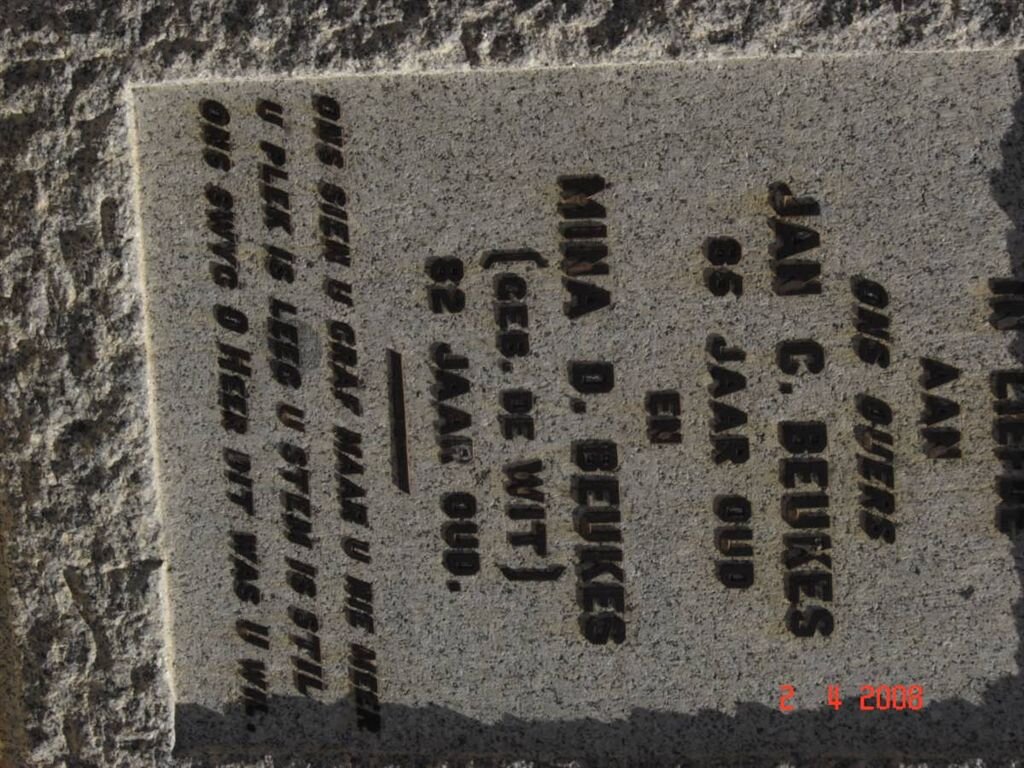 IN LIEFDE
AAN
ONS OUERS
JAN C. BEUKES
85 JAAR OUD
EN
MINA D. BEUKES
(GEB. DE WIT)
82 JAAR OUD.
ONS SIEN U GRAF MAAR U NIE MEER
U PLEK IS LEEG U STEM IS STIL
ONS SWYG O HEER DIT WAS U WIL.
2 4 2008